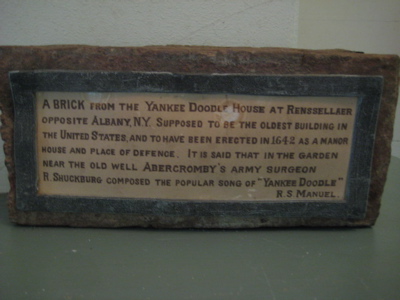 A BRICK FROM THE YANKEE DOODLE HOUSE AT RENSSELLAER
OPPOSITE ALBANY, N.Y. SUPPOSED TO BE THE OLDEST BUILDING IN
THE UNITED STATES, AND TO HAVE BEEN ERECTED IN 1642 AS A MANOR
HOUSE AND PLACE OF DEFENCE. IT IS SAID THAT IN THE GARDEN
NEAR THE OLD WELL ABERCROMBY'S ARMY SURGEON
R. SHUCKBURG COMPOSED THE POPULAR SONG OF "YANKEE DOODLE"
R.S. MANUEL.